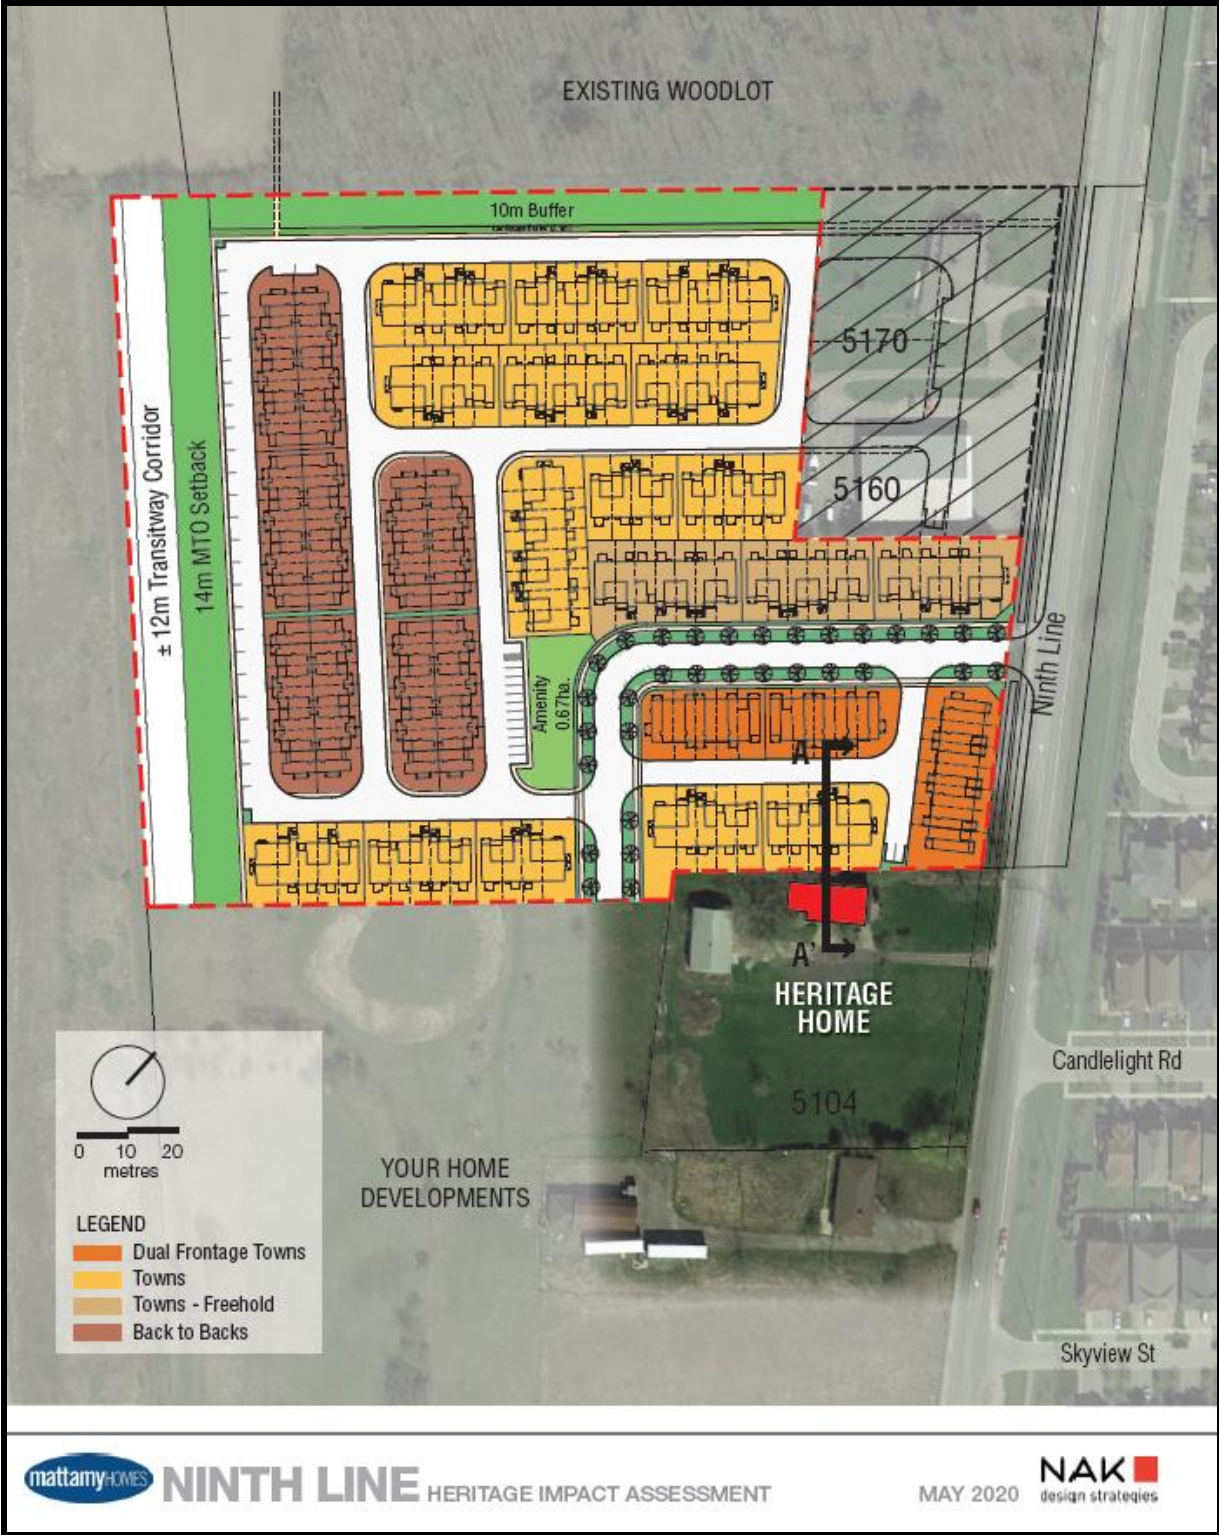 EXISTING WOODLOT
10m Buffer
5170
5160
± 12m Transitway Corridor
14m MTO Setback
Amenity
0.67ha.
Ninth Line
A
A'
HERITAGE
HOME
5104
Candlelight Rd
Skyview St
YOUR HOME
DEVELOPMENTS
0 10 20
metres
LEGEND
Dual Frontage Towns
Towns
Towns - Freehold
Back to Backs
mattamyHOMES
NINTH LINE HERITAGE IMPACT ASSESSMENT
MAY 2020
NAK
design strategies